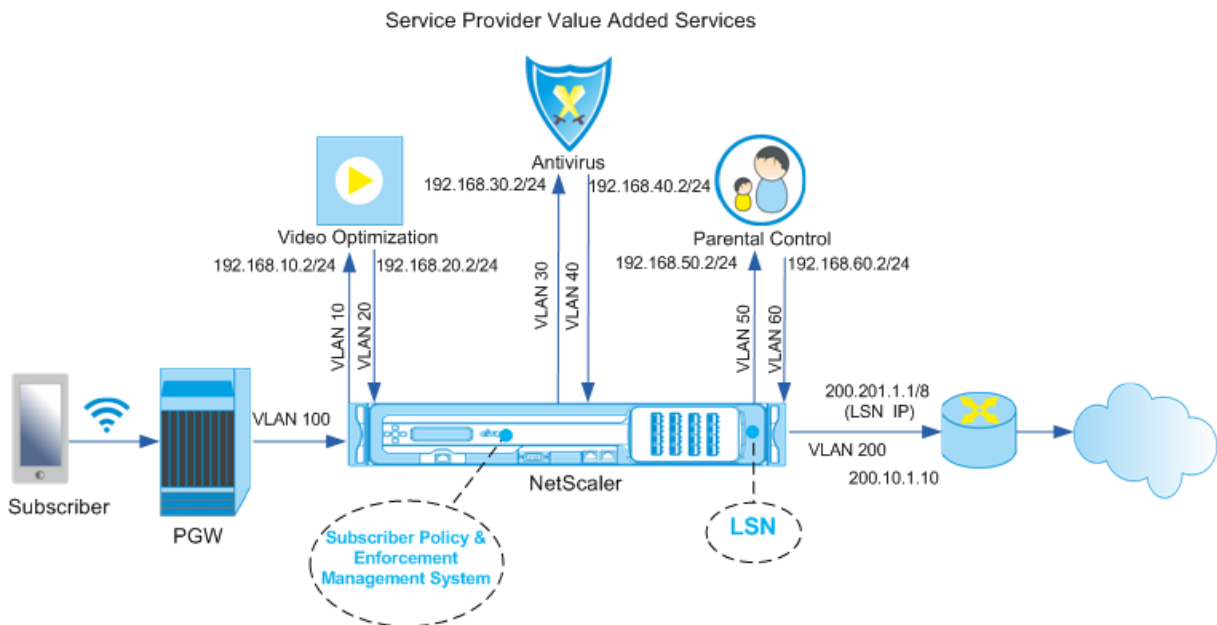 Service Provider Value Added Services
Antivirus
192.168.30.2/24
192.168.40.2/24
Video Optimization
Parental Control
192.168.10.2/24
192.168.20.2/24
192.168.50.2/24
192.168.60.2/24
VLAN 10
VLAN 20
VLAN 30
VLAN 40
VLAN 50
VLAN 60
VLAN 100
200.201.1.1/8
(LSN IP)
VLAN 200
200.10.1.10
NetScaler
Subscriber
PGW
Subscriber Policy &
Enforcement
Management System
LSN